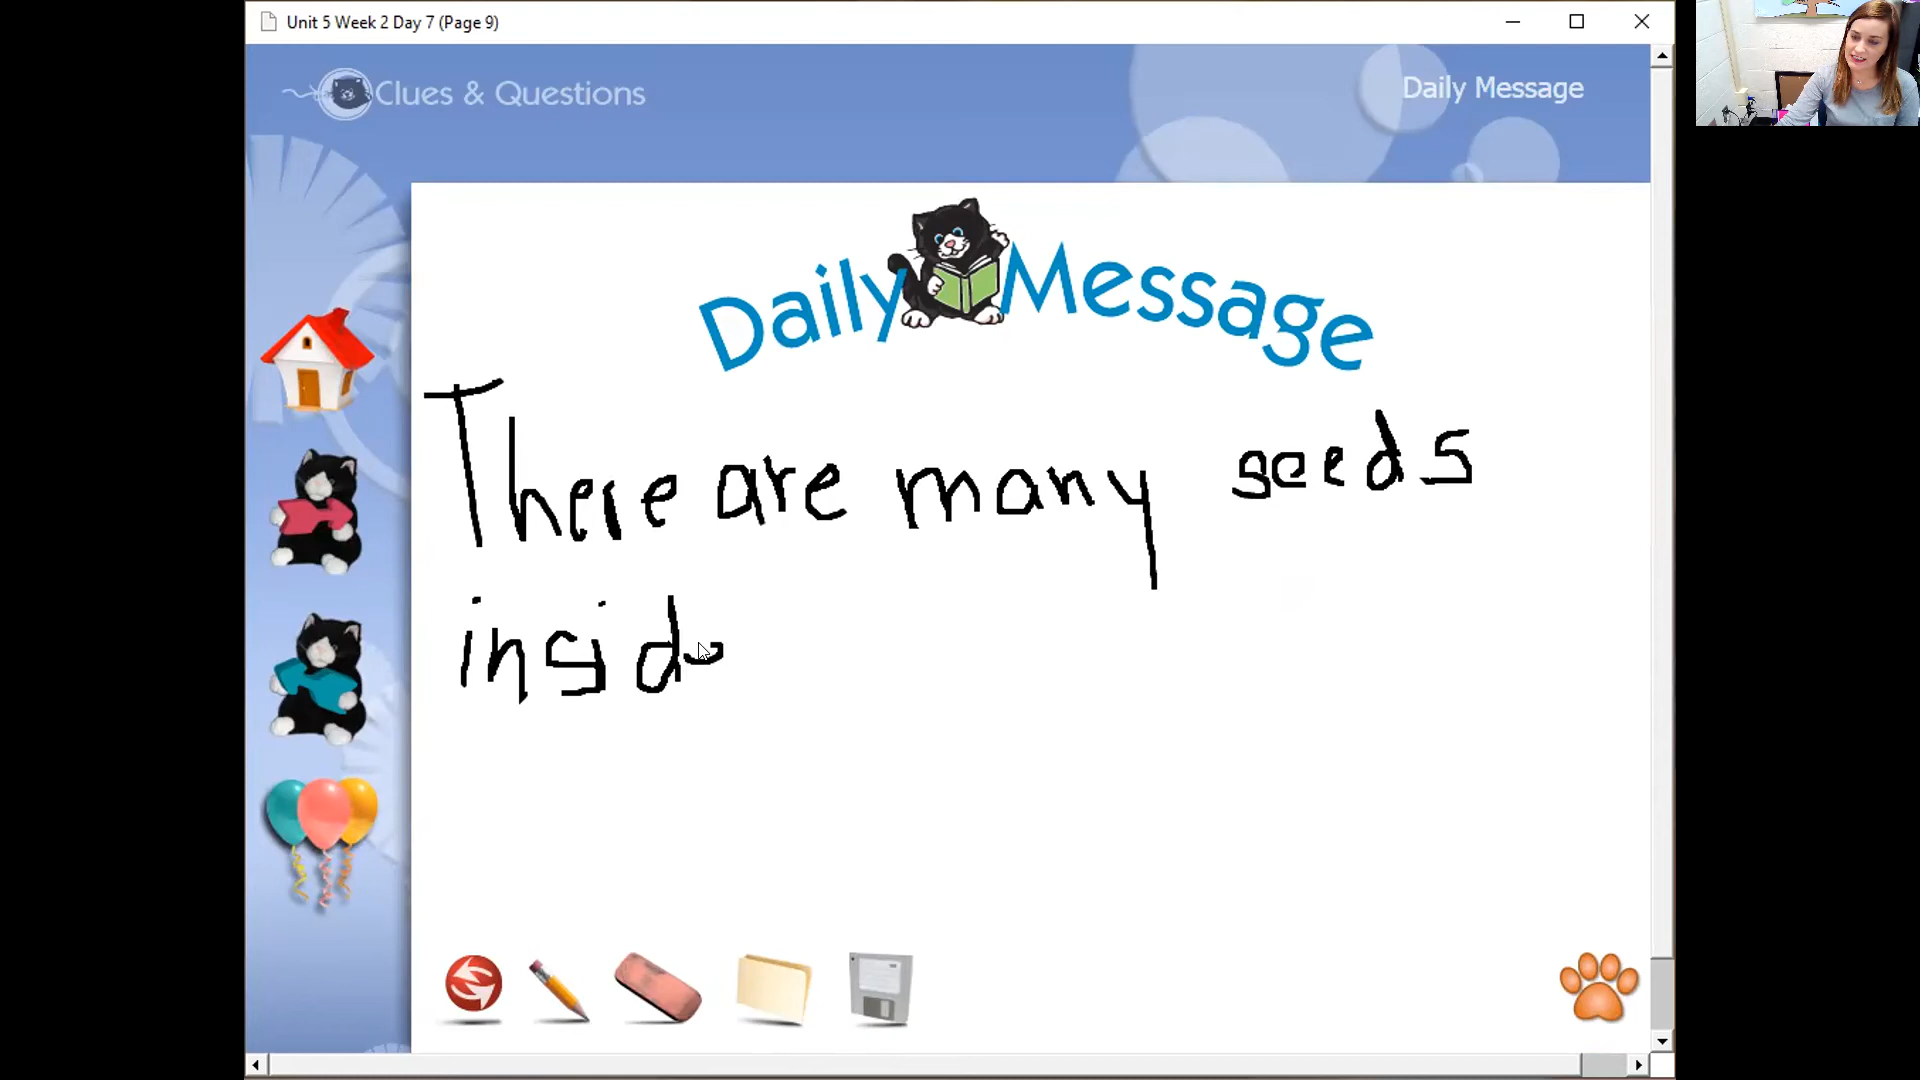 Unit 5 Week 2 Day 7 (Page 9)
Clues & Questions
Daily Message
Daily Message
There are many seeds
insid